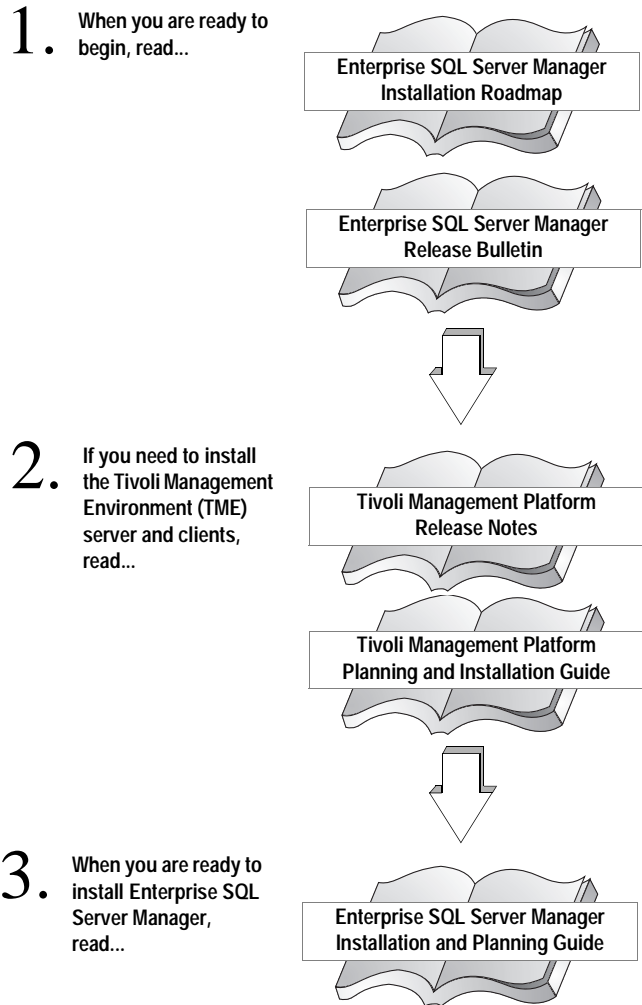 1.
When you are ready to
begin, read...
Enterprise SQL Server Manager
Installation Roadmap
Enterprise SQL Server Manager
Release Bulletin
2.
If you need to install
the Tivoli Management
Environment (TME)
server and clients,
read...
Tivoli Management Platform
Release Notes
Tivoli Management Platform
Planning and Installation Guide
3.
When you are ready to
install Enterprise SQL
Server Manager,
read...
Enterprise SQL Server Manager
Installation and Planning Guide